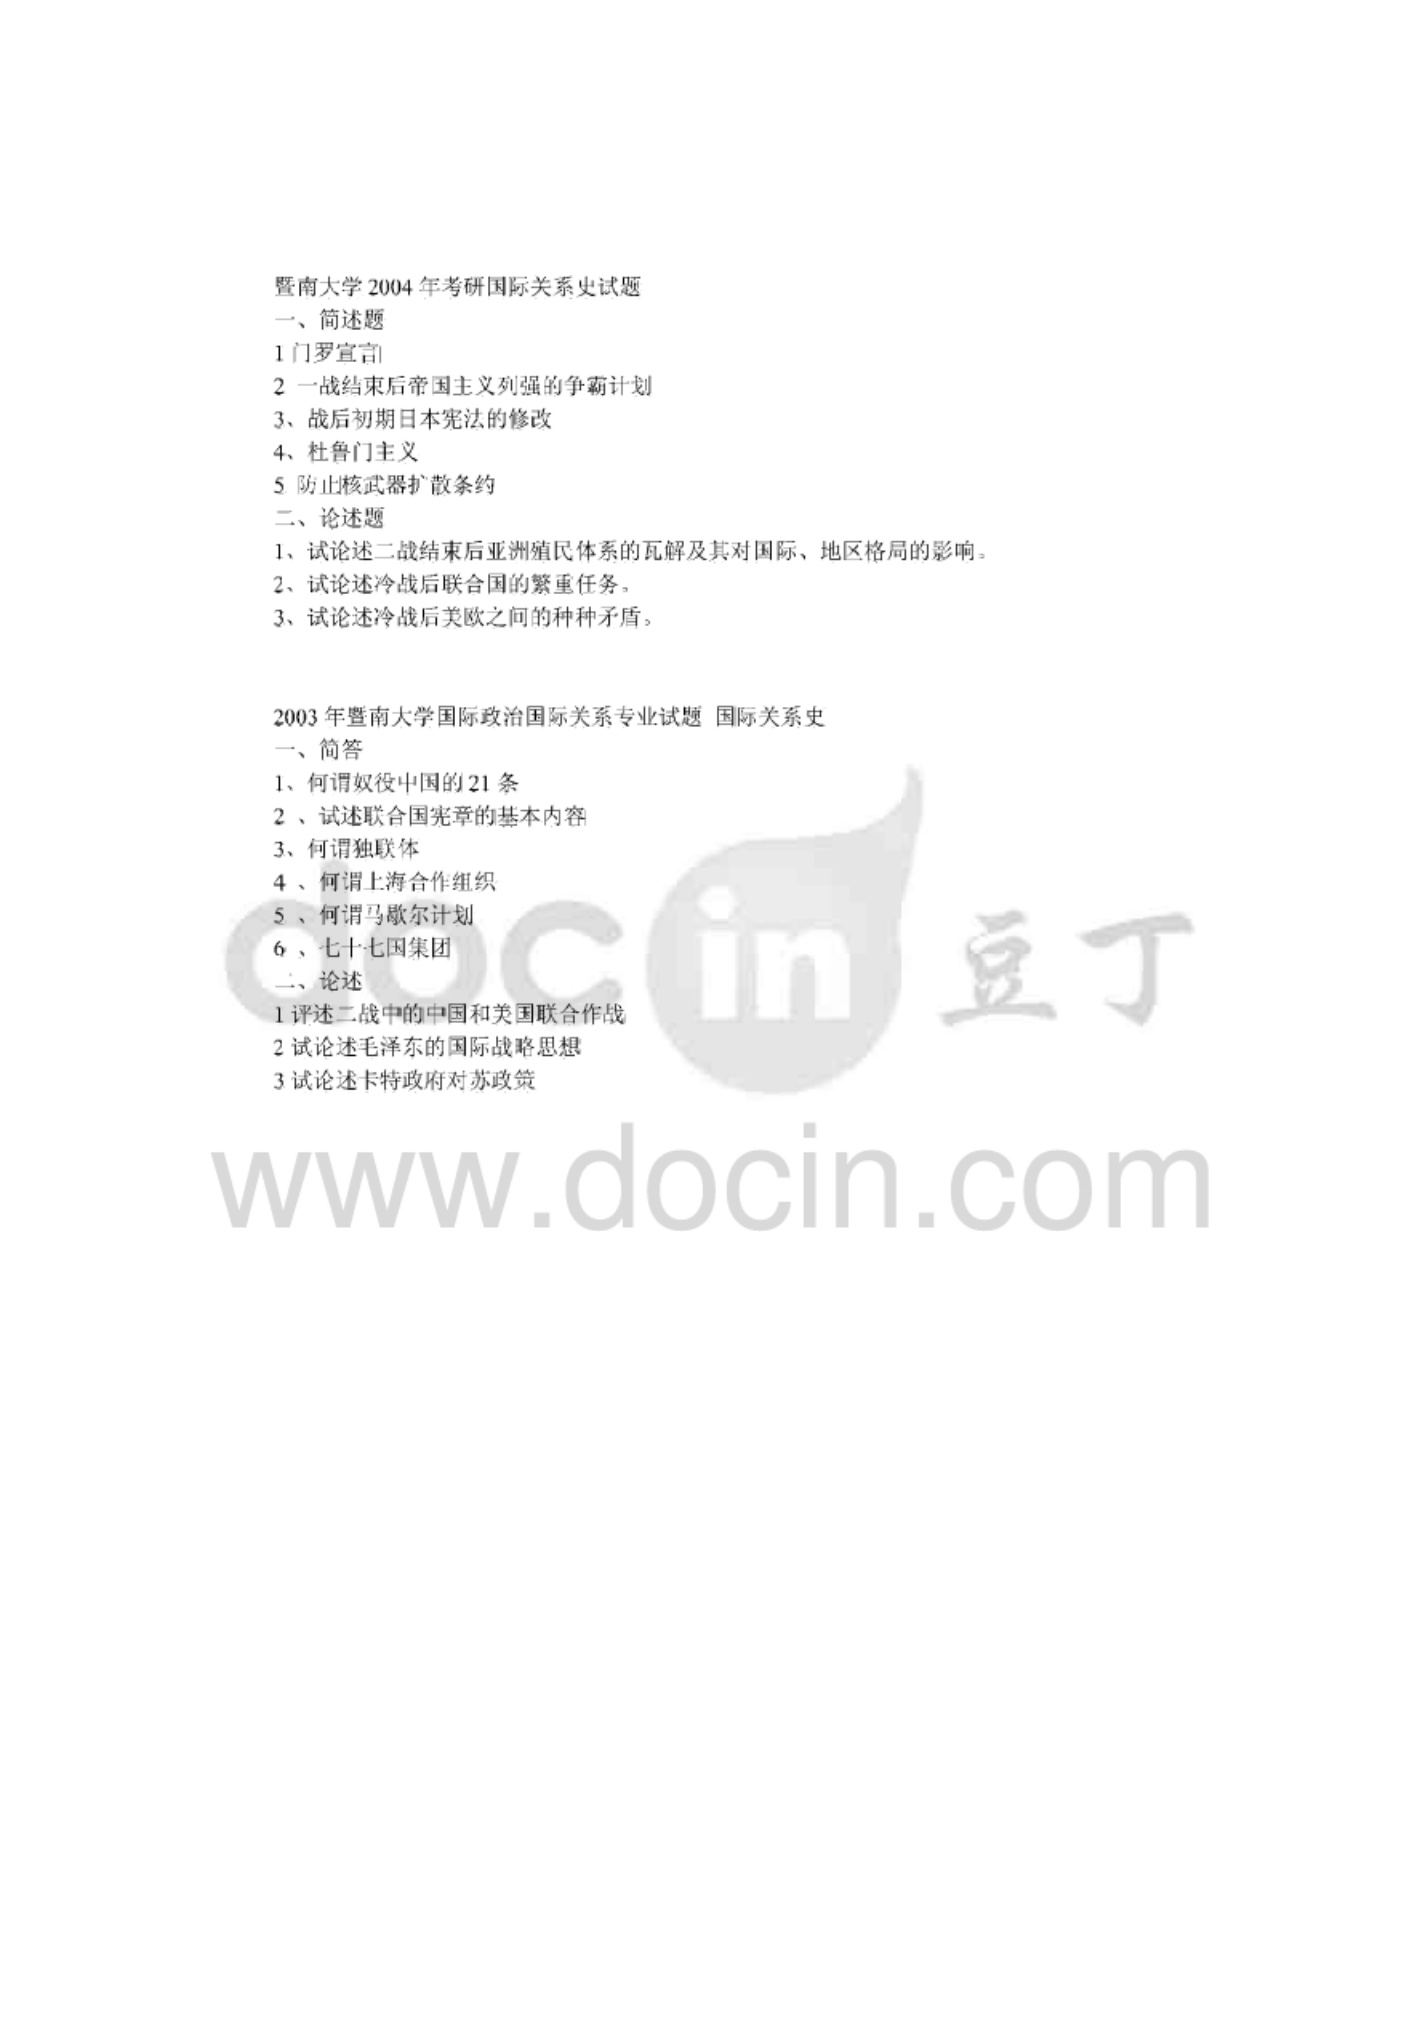 暨南大学 2004 年考研国际关系史试题
一、简述题
1 门罗宣言
2 一战结束后帝国主义列强的争霸计划
3、战后初期日本宪法的修改
4、杜鲁门主义
5 防止核武器扩散条约
二、论述题
1、试论述二战结束后亚洲殖民体系的瓦解及其对国际、地区格局的影响。
2、试论述冷战后联合国的繁重任务。
3、试论述冷战后美欧之间的种种矛盾。
2003 年暨南大学国际政治国际关系专业试题 国际关系史
一、简答
1、何谓奴役中国的 21 条
2 、试述联合国宪章的基本内容
3、何谓独联体
4 、何谓上海合作组织
5 、何谓马歇尔计划
6 、七十七国集团
二、论述
1 评述二战中的中国和美国联合作战
2 试论述毛泽东的国际战略思想
3 试论述卡特政府对苏政策
docin 豆丁
www.docin.com